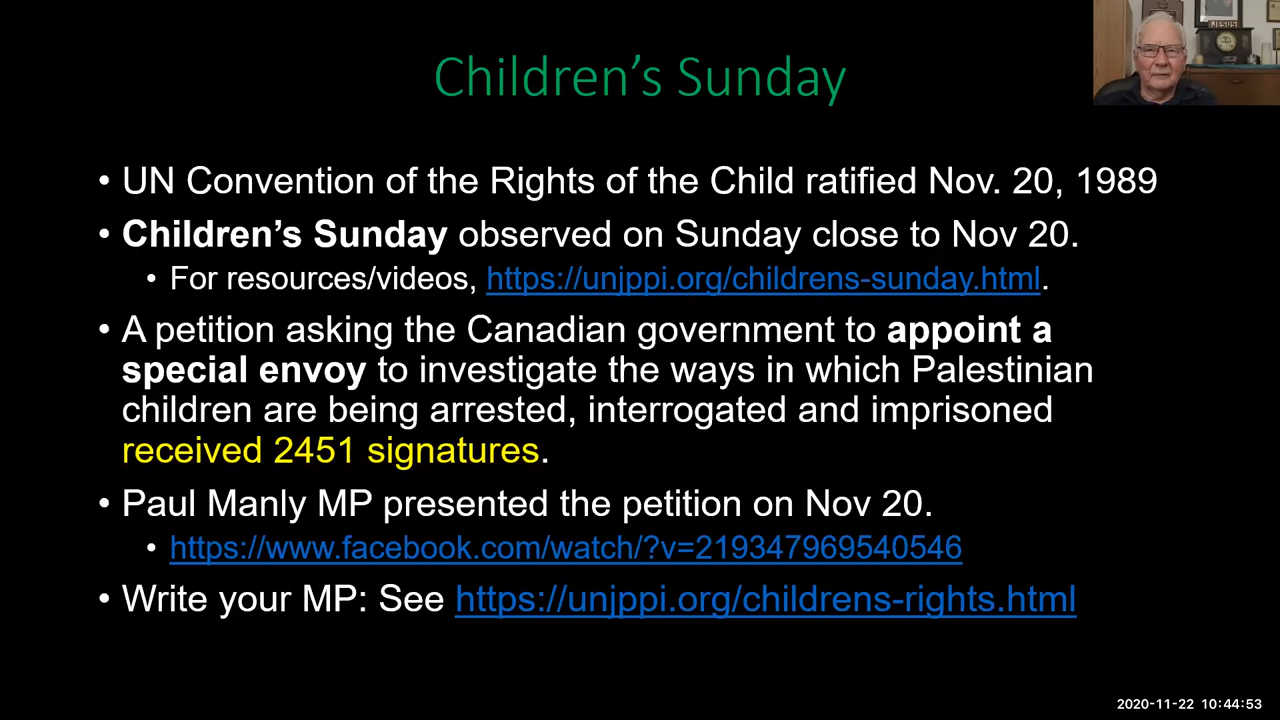 Children’s Sunday
JESUS
• UN Convention of the Rights of the Child ratified Nov. 20, 1989
• Children’s Sunday observed on Sunday close to Nov 20.
• For resources/videos, https://unjppi.org/childrens-sunday.html.
• A petition asking the Canadian government to appoint a
special envoy to investigate the ways in which Palestinian
children are being arrested, interrogated and imprisoned
received 2451 signatures.
• Paul Manly MP presented the petition on Nov 20.
• https://www.facebook.com/watch/?v=219347969540546
• Write your MP: See https://unjppi.org/childrens-rights.html
2020-11-22 10:44:53